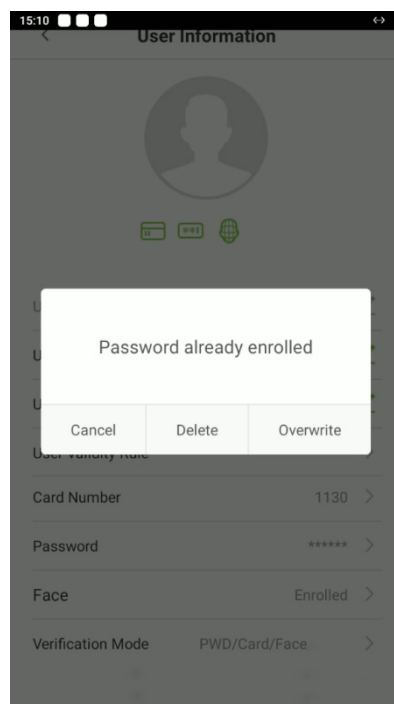 15:10
User Information
U
Password already enrolled
U
U
Cancel Delete Overwrite
User Validity Rule
Card Number 1130
Password ******
Face Enrolled
Verification Mode PWD/Card/Face